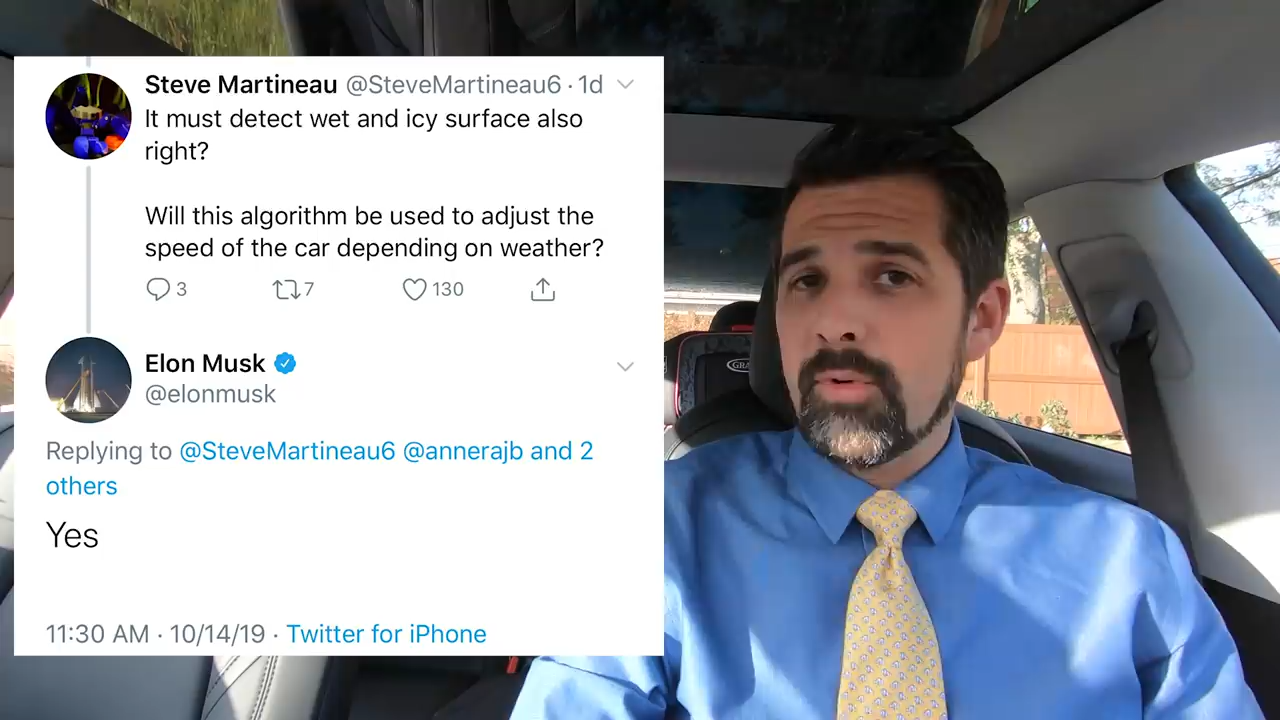 Steve Martineau @SteveMartineau6 · 1d
It must detect wet and icy surface also
right?
Will this algorithm be used to adjust the
speed of the car depending on weather?
3 7 130
Elon Musk
@elonmusk
Replying to @SteveMartineau6 @annerajb and 2
others
Yes
11:30 AM · 10/14/19 · Twitter for iPhone